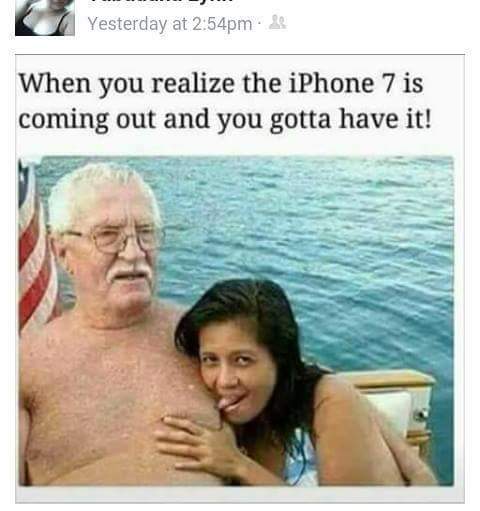 Yesterday at 2:54pm ·
When you realize the iPhone 7 is
coming out and you gotta have it!